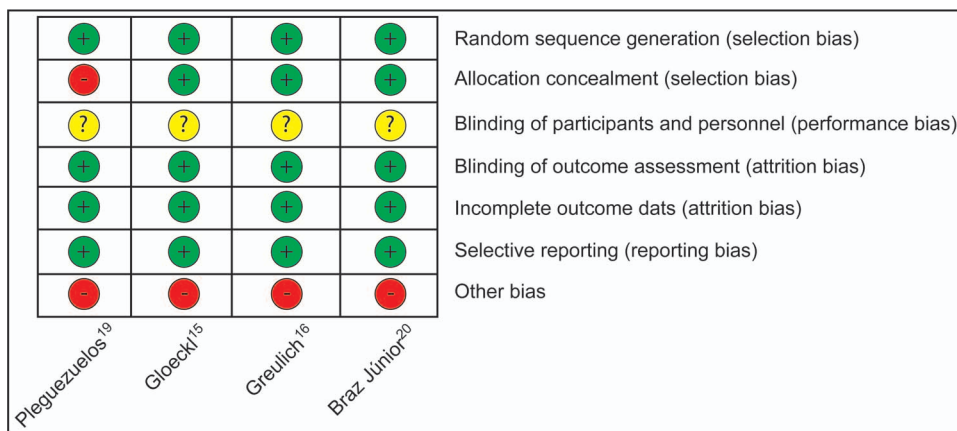 + + + + Random sequence generation (selection bias)
- + + + Allocation concealment (selection bias)
? ? ? ? Blinding of participants and personnel (performance bias)
+ + + + Blinding of outcome assessment (attrition bias)
+ + + + Incomplete outcome dats (attrition bias)
+ + + + Selective reporting (reporting bias)
- - - - Other bias
Pleguezuelos¹⁹
Gloeckl¹⁵
Greulich¹⁶
Braz Júnior²⁰